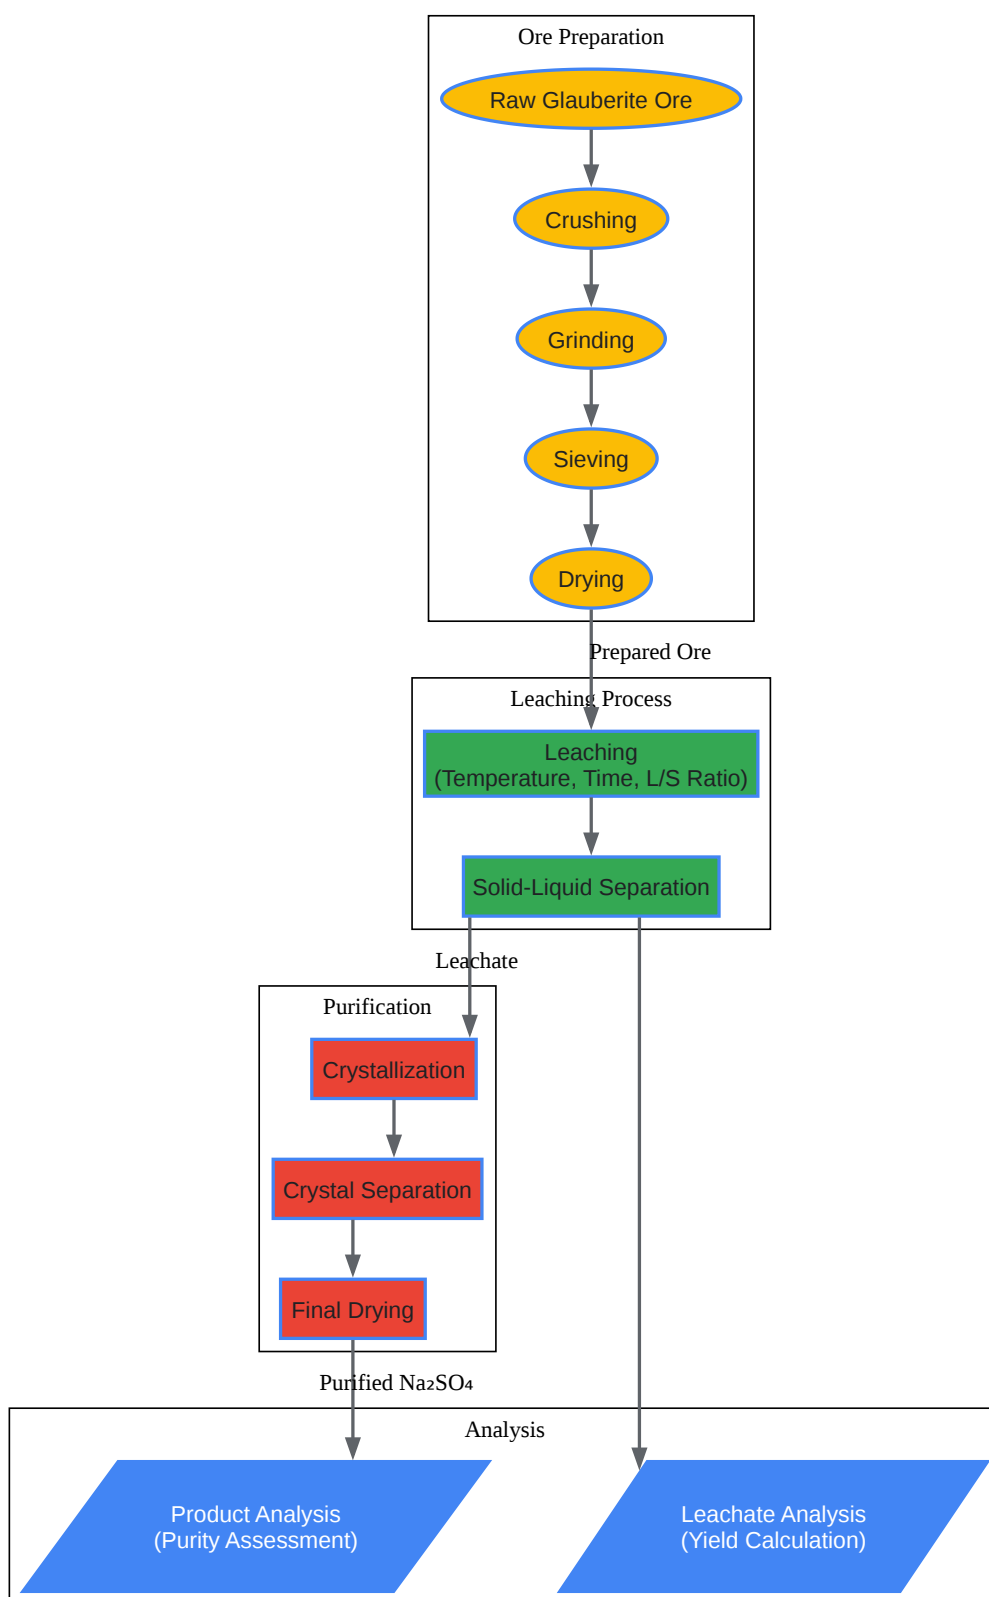 Ore Preparation
Raw Glauberite Ore
Crushing
Grinding
Sieving
Drying
Prepared Ore
Leaching Process
Leaching
(Temperature, Time, L/S Ratio)
Solid-Liquid Separation
Leachate
Purification
Crystallization
Crystal Separation
Final Drying
Purified Na₂SO₄
Analysis
Product Analysis
(Purity Assessment)
Leachate Analysis
(Yield Calculation)